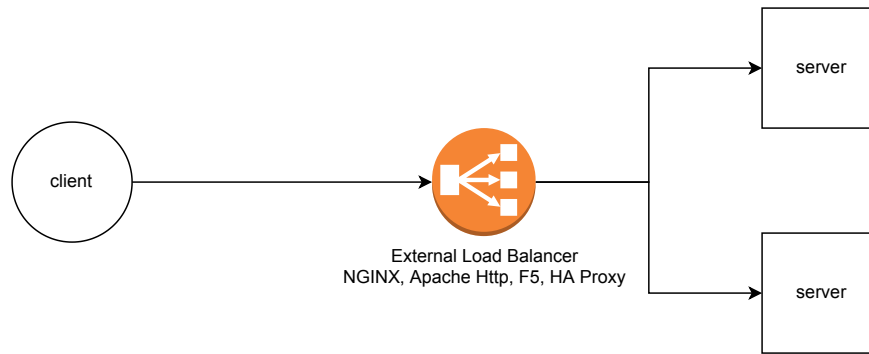 server
client
External Load Balancer
NGINX, Apache Http, F5, HA Proxy
server